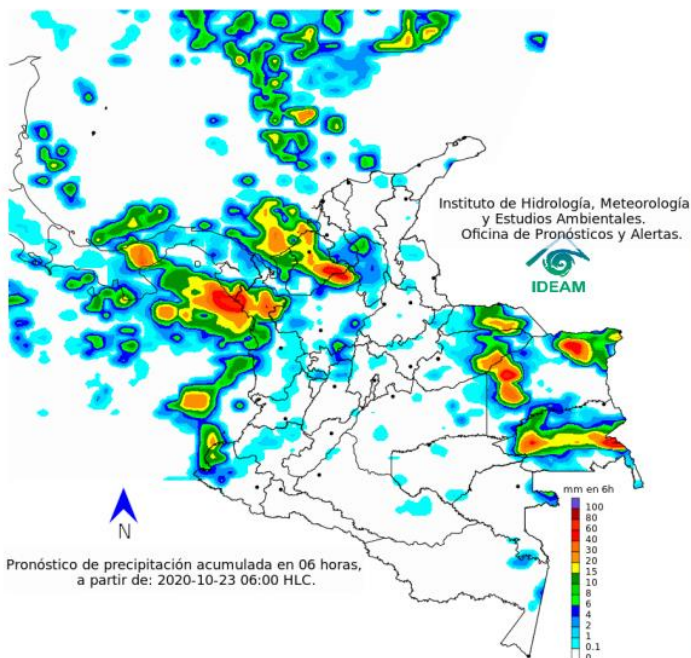 Instituto de Hidrología, Meteorología
y Estudios Ambientales.
Oficina de Pronósticos y Alertas.
IDEAM
N
Pronóstico de precipitación acumulada en 06 horas,
a partir de: 2020-10-23 06:00 HLC.
mm en 6h
100
80
60
40
30
20
15
10
8
6
4
2
1
0.1
0